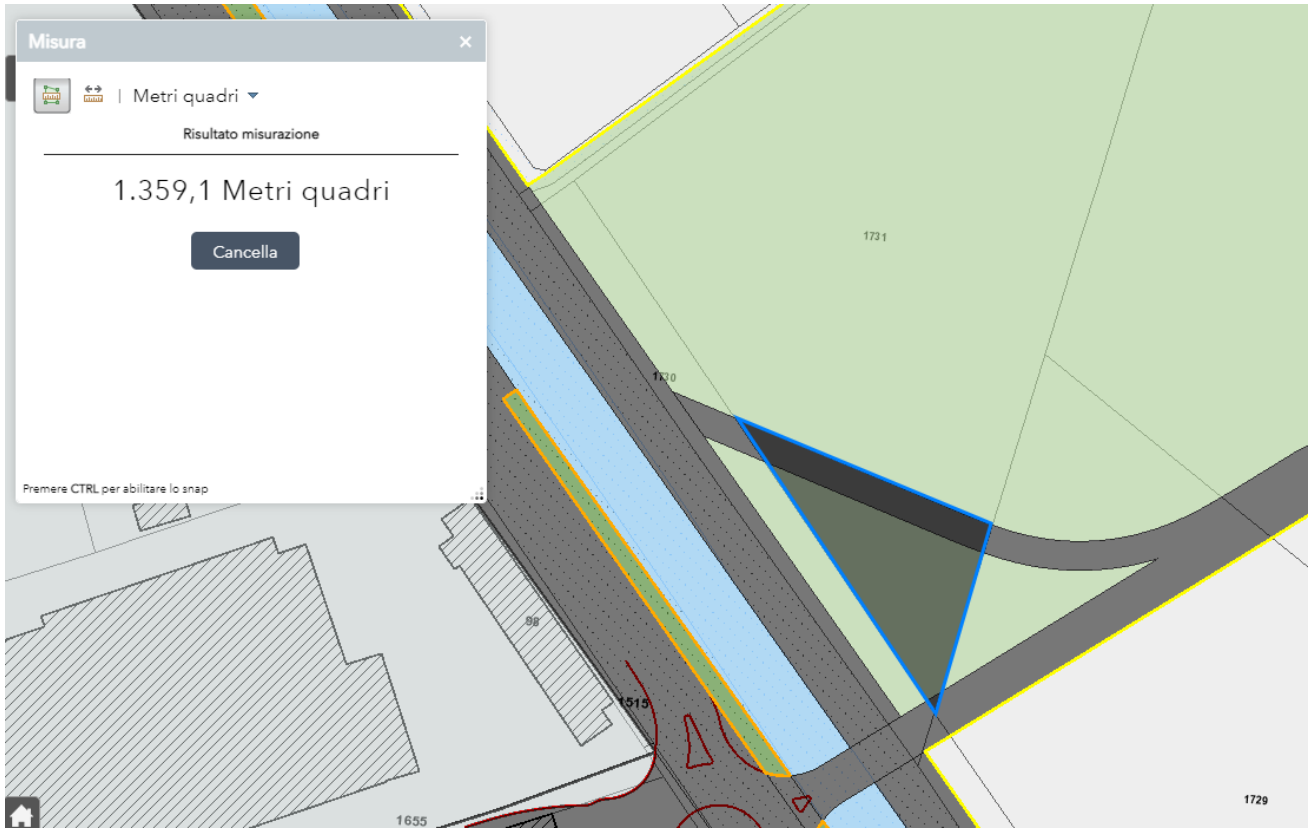 Misura
| Metri quadri
Risultato misurazione
1.359,1 Metri quadri
Cancella
Premere CTRL per abilitare lo snap
1731
1730
98
1515
1655
1729